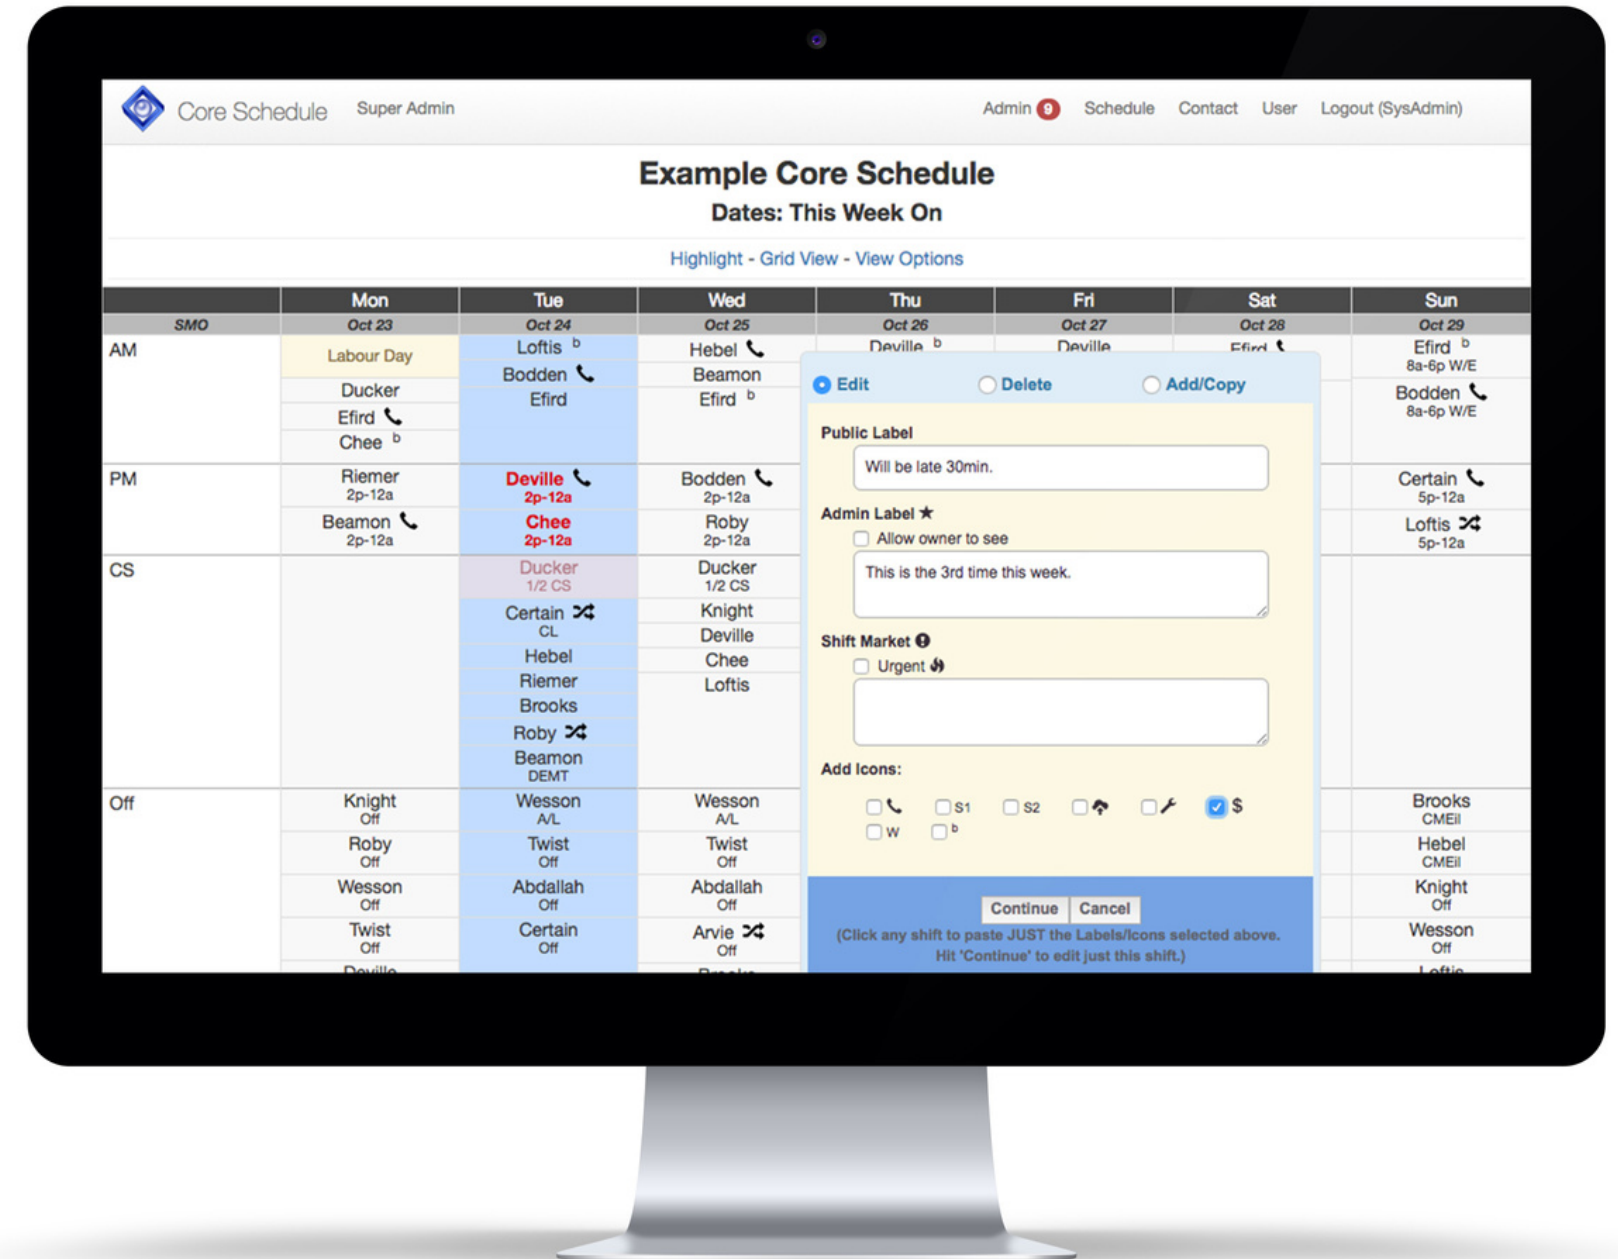 Core Schedule Super Admin Admin 9 Schedule Contact User Logout (SysAdmin)
Example Core Schedule
Dates: This Week On
Highlight - Grid View - View Options
Mon Tue Wed Thu Fri Sat Sun
SMO Oct 23 Oct 24 Oct 25 Oct 26 Oct 27 Oct 28 Oct 29
AM
Labour Day
Ducker
Efird
Chee b
Loftis b
Bodden
Efird
Hebel
Beamon
Efird b
Deville b
Deville
Efird
Efird b
8a-6p W/E
Bodden
8a-6p W/E
PM
Riemer
2p-12a
Beamon
2p-12a
Deville
2p-12a
Chee
2p-12a
Bodden
2p-12a
Roby
2p-12a
Certain
5p-12a
Loftis
5p-12a
CS
Ducker
1/2 CS
Certain
CL
Hebel
Riemer
Brooks
Roby
Beamon
DEMT
Ducker
1/2 CS
Knight
Deville
Chee
Loftis
Off
Knight
Off
Roby
Off
Wesson
Off
Twist
Off
Deville
Wesson
A/L
Twist
Off
Abdallah
Off
Certain
Off
Wesson
A/L
Twist
Off
Abdallah
Off
Arvie
Off
Brooks
Brooks
CMEil
Hebel
CMEil
Knight
Off
Wesson
Off
Loftis
Edit Delete Add/Copy
Public Label
Will be late 30min.
Admin Label ★
Allow owner to see
This is the 3rd time this week.
Shift Market
Urgent
Add Icons:
S1 S2 $
W b
Continue Cancel
(Click any shift to paste JUST the Labels/Icons selected above.
Hit 'Continue' to edit just this shift.)